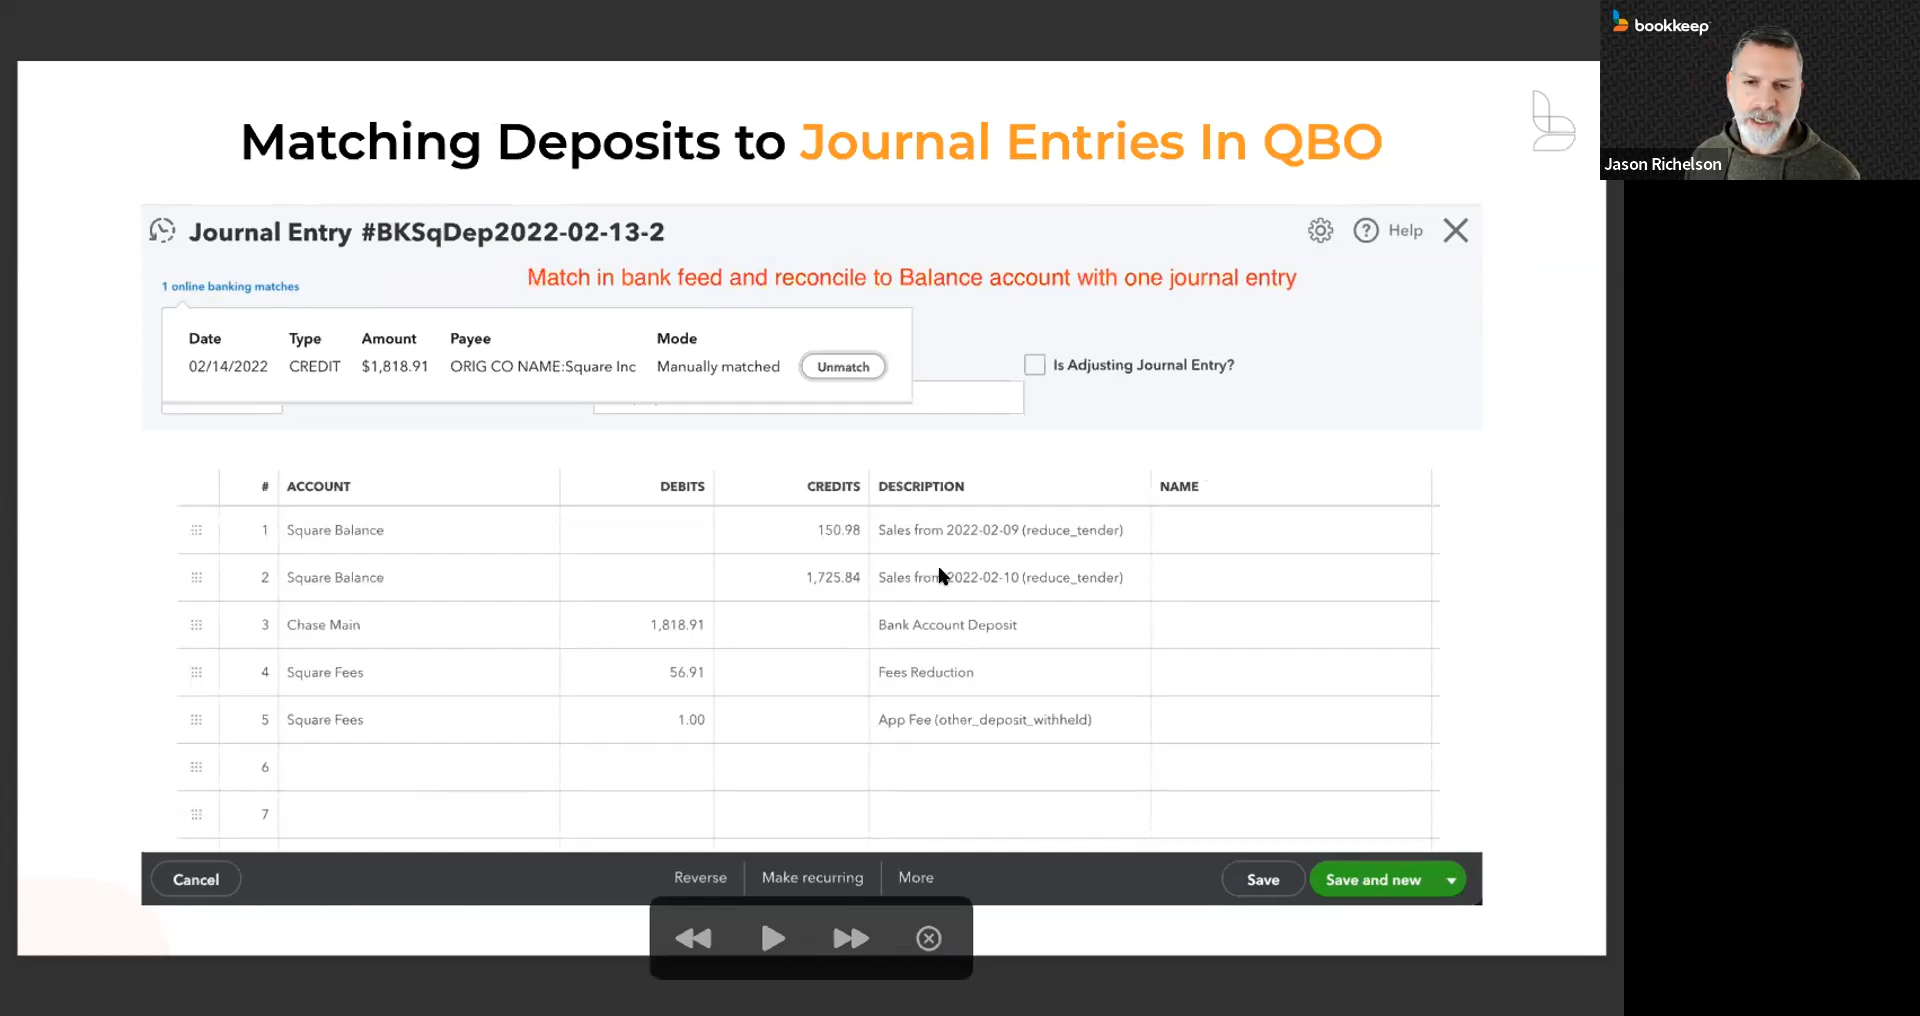 bookkeep
Jason Richelson
Matching Deposits to Journal Entries In QBO
Journal Entry #BKSqDep2022-02-13-2
Help
Match in bank feed and reconcile to Balance account with one journal entry
1 online banking matches
Date Type Amount Payee Mode
02/14/2022 CREDIT $1,818.91 ORIG CO NAME:Square Inc Manually matched Unmatch
Is Adjusting Journal Entry?
# ACCOUNT DEBITS CREDITS DESCRIPTION NAME
1 Square Balance 150.98 Sales from 2022-02-09 (reduce_tender)
2 Square Balance 1,725.84 Sales from 2022-02-10 (reduce_tender)
3 Chase Main 1,818.91 Bank Account Deposit
4 Square Fees 56.91 Fees Reduction
5 Square Fees 1.00 App Fee (other_deposit_withheld)
6
7
Cancel Reverse Make recurring More Save Save and new